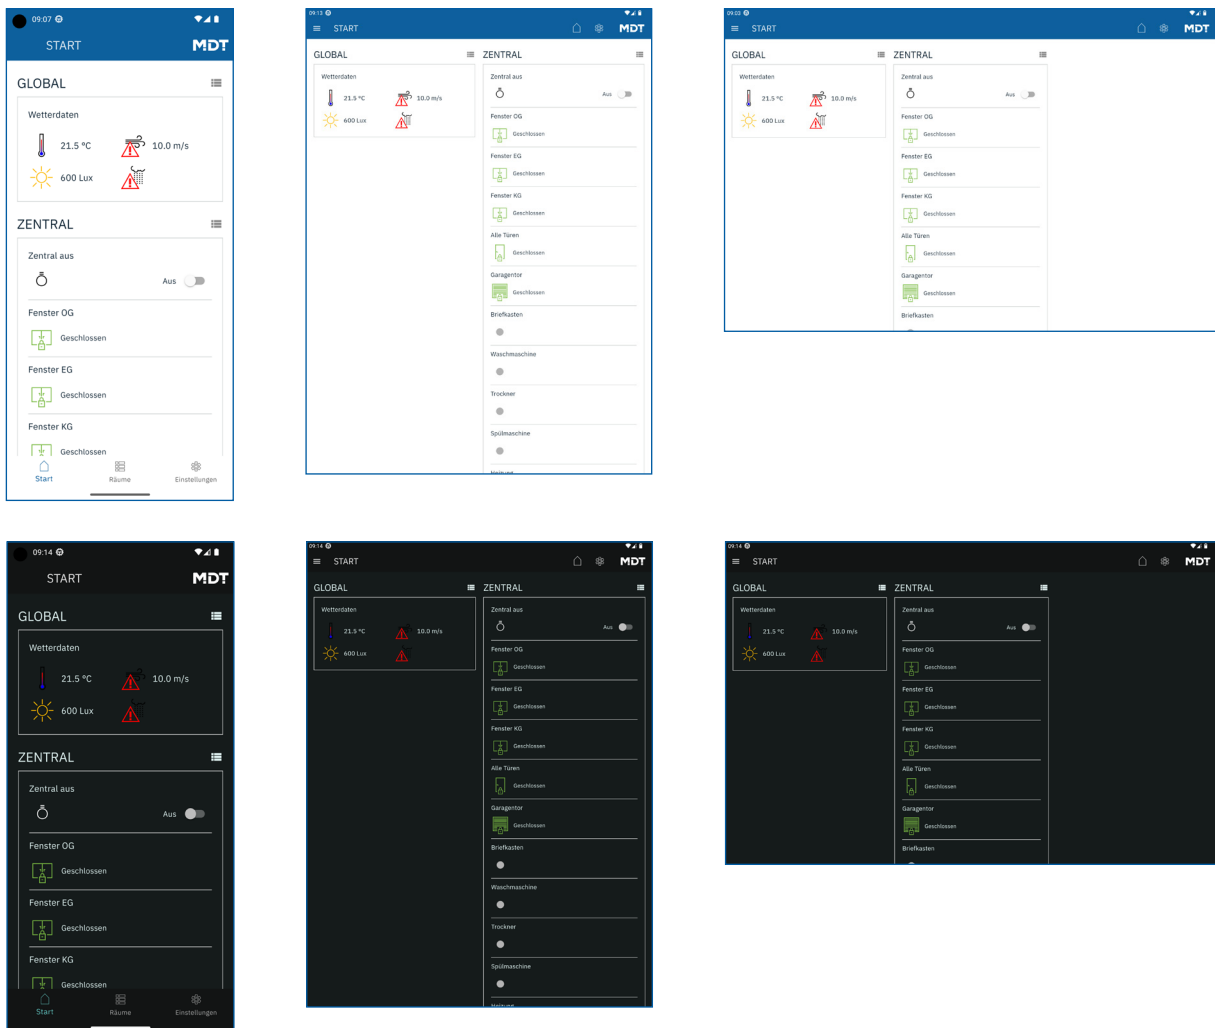 09:07
START MDT
GLOBAL
Wetterdaten
21.5 °C 10.0 m/s
600 Lux
ZENTRAL
Zentral aus
Aus
Fenster OG
Geschlossen
Fenster EG
Geschlossen
Fenster KG
Geschlossen
Start Räume Einstellungen
09:13
START MDT
GLOBAL
Wetterdaten
21.5 °C 10.0 m/s
600 Lux
ZENTRAL
Zentral aus
Aus
Fenster OG
Geschlossen
Fenster EG
Geschlossen
Fenster KG
Geschlossen
Alle Türen
Geschlossen
Garagentor
Geschlossen
Briefkasten
Waschmaschine
Trockner
Spülmaschine
Heizung
09:03
START MDT
GLOBAL
Wetterdaten
21.5 °C 10.0 m/s
600 Lux
ZENTRAL
Zentral aus
Aus
Fenster OG
Geschlossen
Fenster EG
Geschlossen
Fenster KG
Geschlossen
Alle Türen
Geschlossen
Garagentor
Geschlossen
Briefkasten
09:14
START MDT
GLOBAL
Wetterdaten
21.5 °C 10.0 m/s
600 Lux
ZENTRAL
Zentral aus
Aus
Fenster OG
Geschlossen
Fenster EG
Geschlossen
Fenster KG
Geschlossen
Start Räume Einstellungen
09:14
START MDT
GLOBAL
Wetterdaten
21.5 °C 10.0 m/s
600 Lux
ZENTRAL
Zentral aus
Aus
Fenster OG
Geschlossen
Fenster EG
Geschlossen
Fenster KG
Geschlossen
Alle Türen
Geschlossen
Garagentor
Geschlossen
Briefkasten
Waschmaschine
Trockner
Spülmaschine
Heizung
09:14
START MDT
GLOBAL
Wetterdaten
21.5 °C 10.0 m/s
600 Lux
ZENTRAL
Zentral aus
Aus
Fenster OG
Geschlossen
Fenster EG
Geschlossen
Fenster KG
Geschlossen
Alle Türen
Geschlossen
Garagentor
Geschlossen
Briefkasten